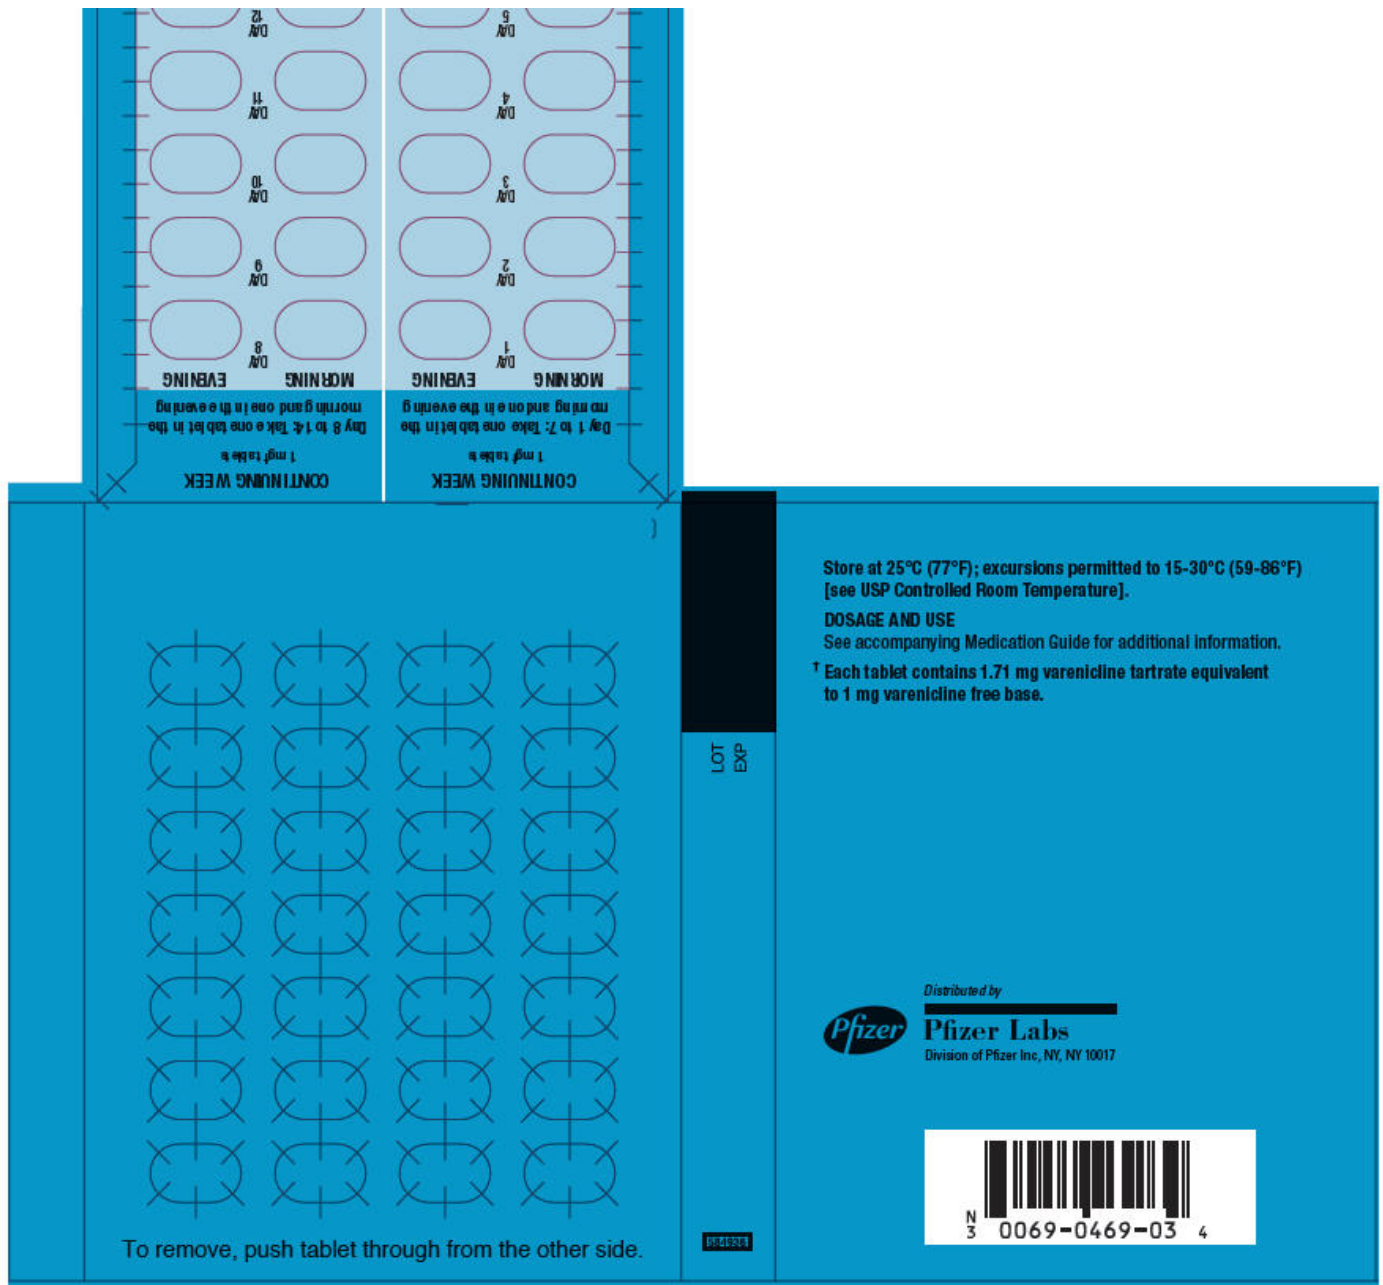 CONTINUING WEEK
1 mg† tablets
Day 1 to 7: Take one tablet in the
morning and one in the evening
MORNING EVENING
DAY
1
DAY
2
DAY
3
DAY
4
DAY
5
CONTINUING WEEK
1 mg† tablets
Day 8 to 14: Take one tablet in the
morning and one in the evening
MORNING EVENING
DAY
8
DAY
9
DAY
10
DAY
11
DAY
12
To remove, push tablet through from the other side.
LOT
EXP
584938
Store at 25°C (77°F); excursions permitted to 15-30°C (59-86°F)
[see USP Controlled Room Temperature].
DOSAGE AND USE
See accompanying Medication Guide for additional information.
† Each tablet contains 1.71 mg varenicline tartrate equivalent
to 1 mg varenicline free base.
Distributed by
Pfizer
Pfizer Labs
Division of Pfizer Inc, NY, NY 10017
N
3 0069-0469-03 4